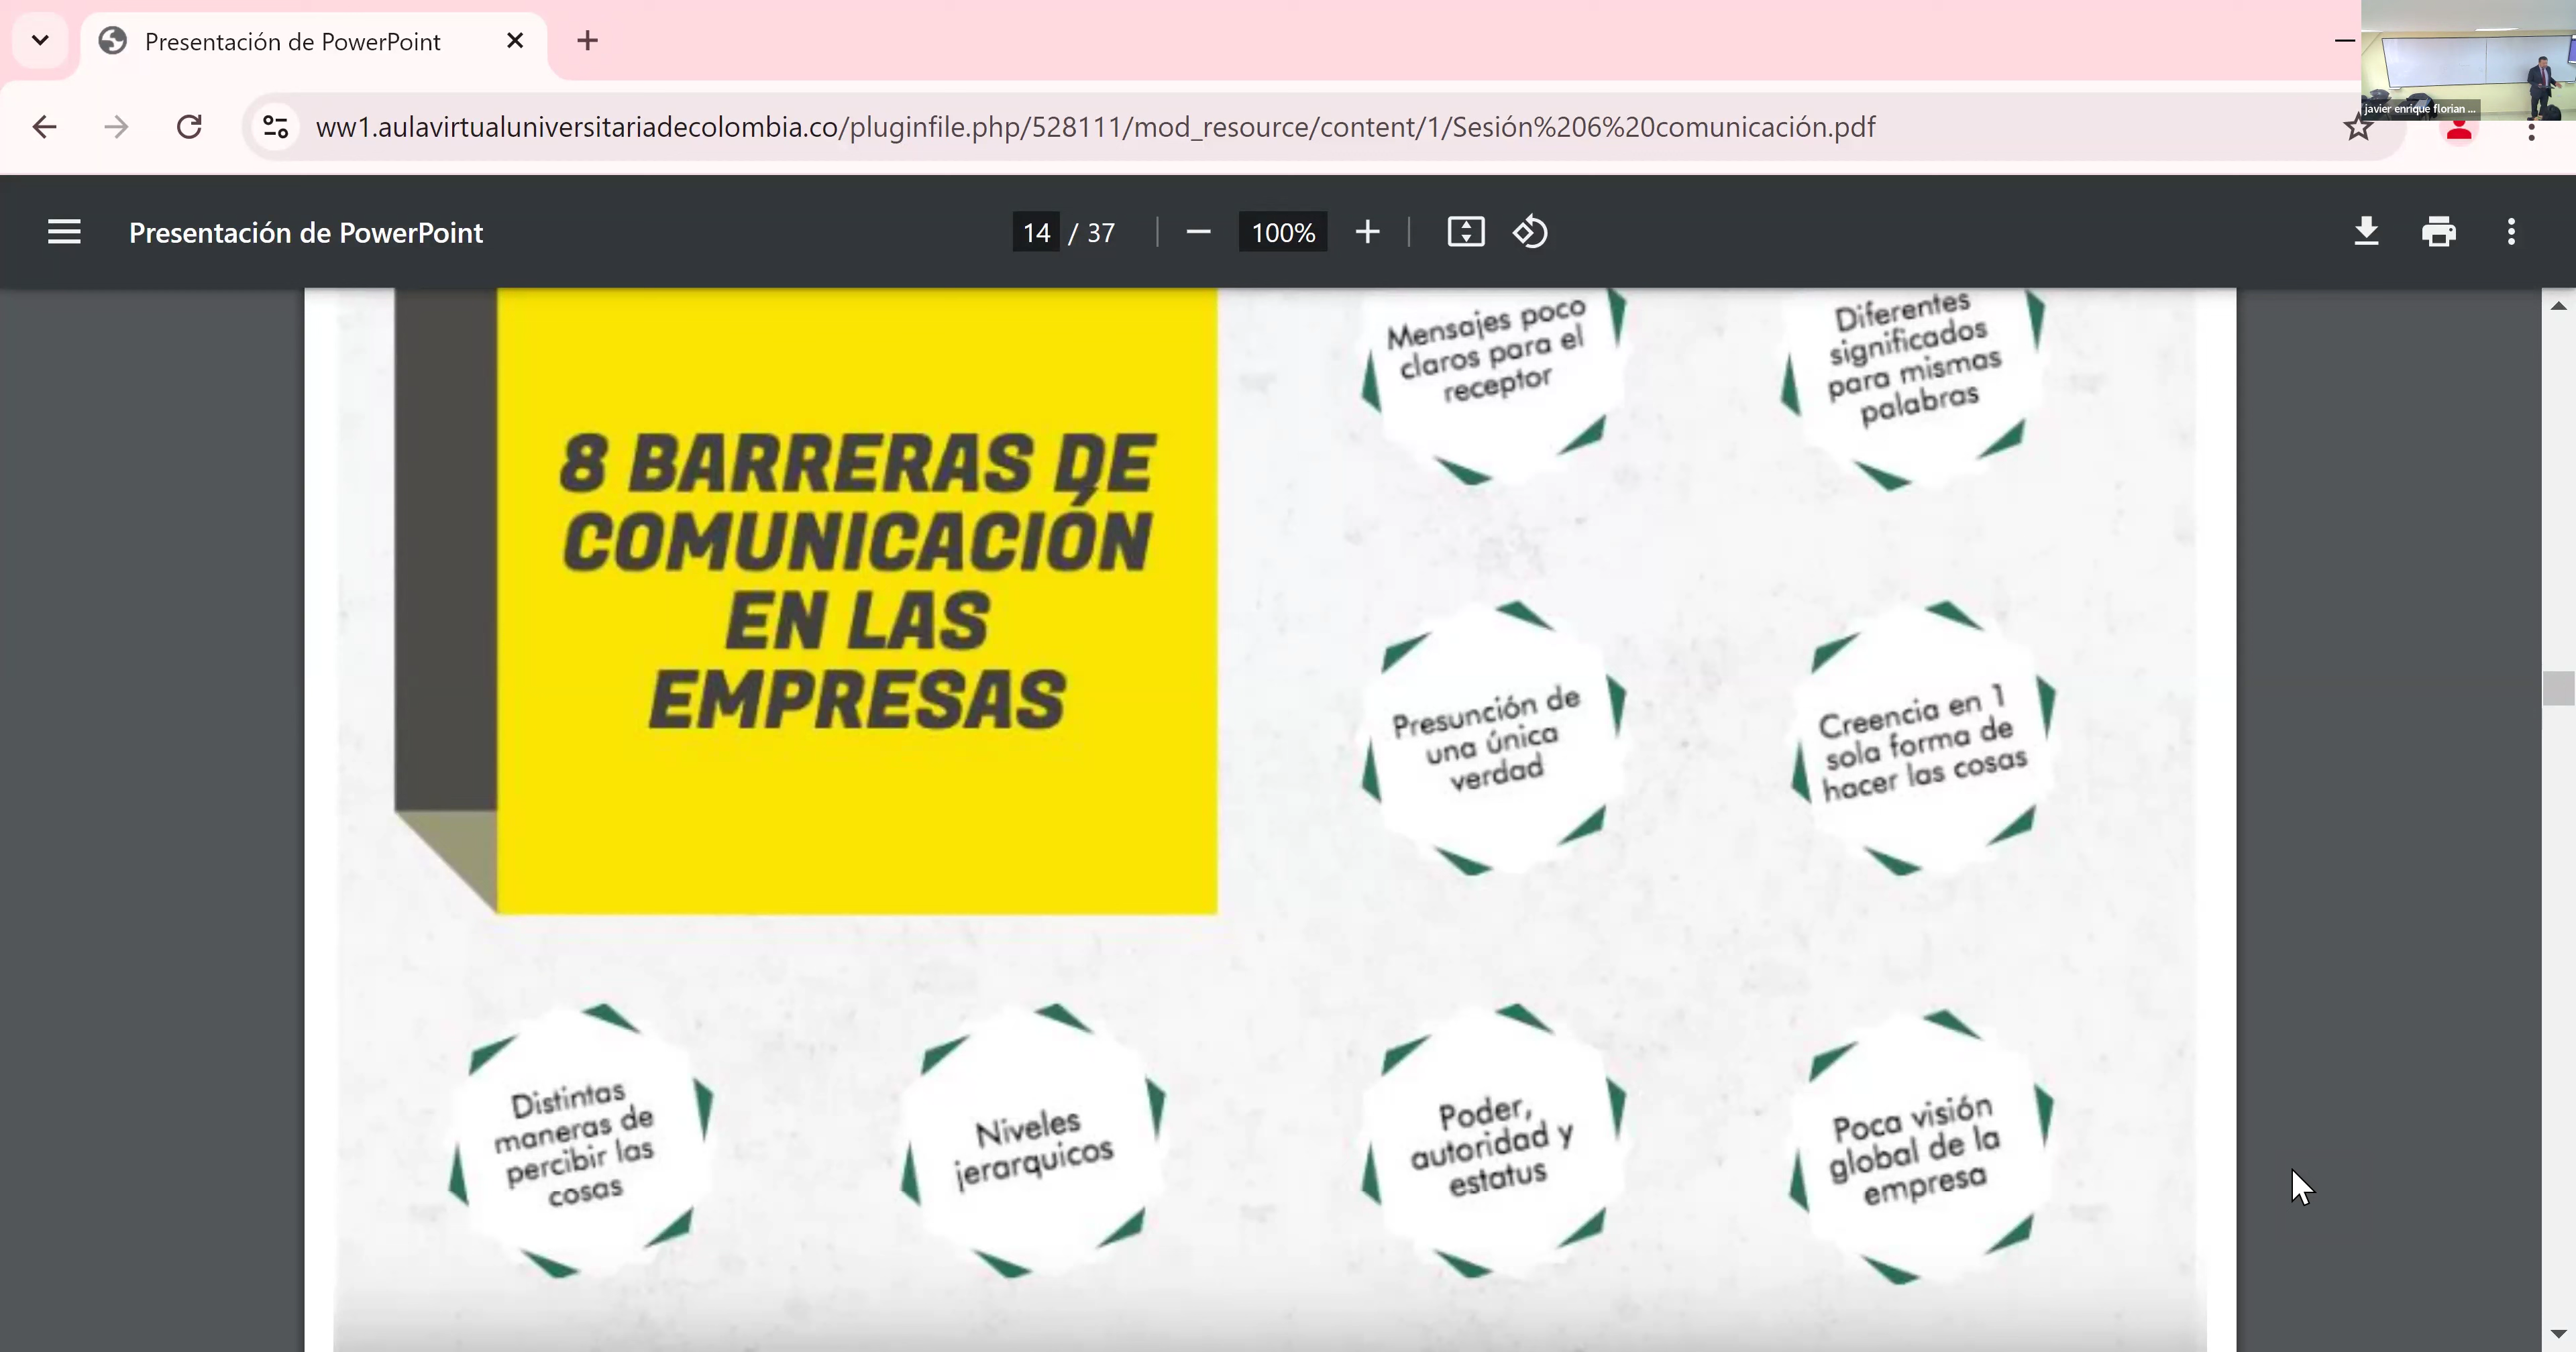 Presentación de PowerPoint
ww1.aulavirtualuniversitariadecolombia.co/pluginfile.php/528111/mod_resource/content/1/Sesión%206%20comunicación.pdf
javier enrique florian ...
Presentación de PowerPoint
14 / 37
100%
8 BARRERAS DE
COMUNICACIÓN
EN LAS
EMPRESAS
Mensajes poco
claros para el
receptor
Diferentes
significados
para mismas
palabras
Presunción de
una única
verdad
Creencia en 1
sola forma de
hacer las cosas
Distintas
maneras de
percibir las
cosas
Niveles
jerarquicos
Poder,
autoridad y
estatus
Poca visión
global de la
empresa